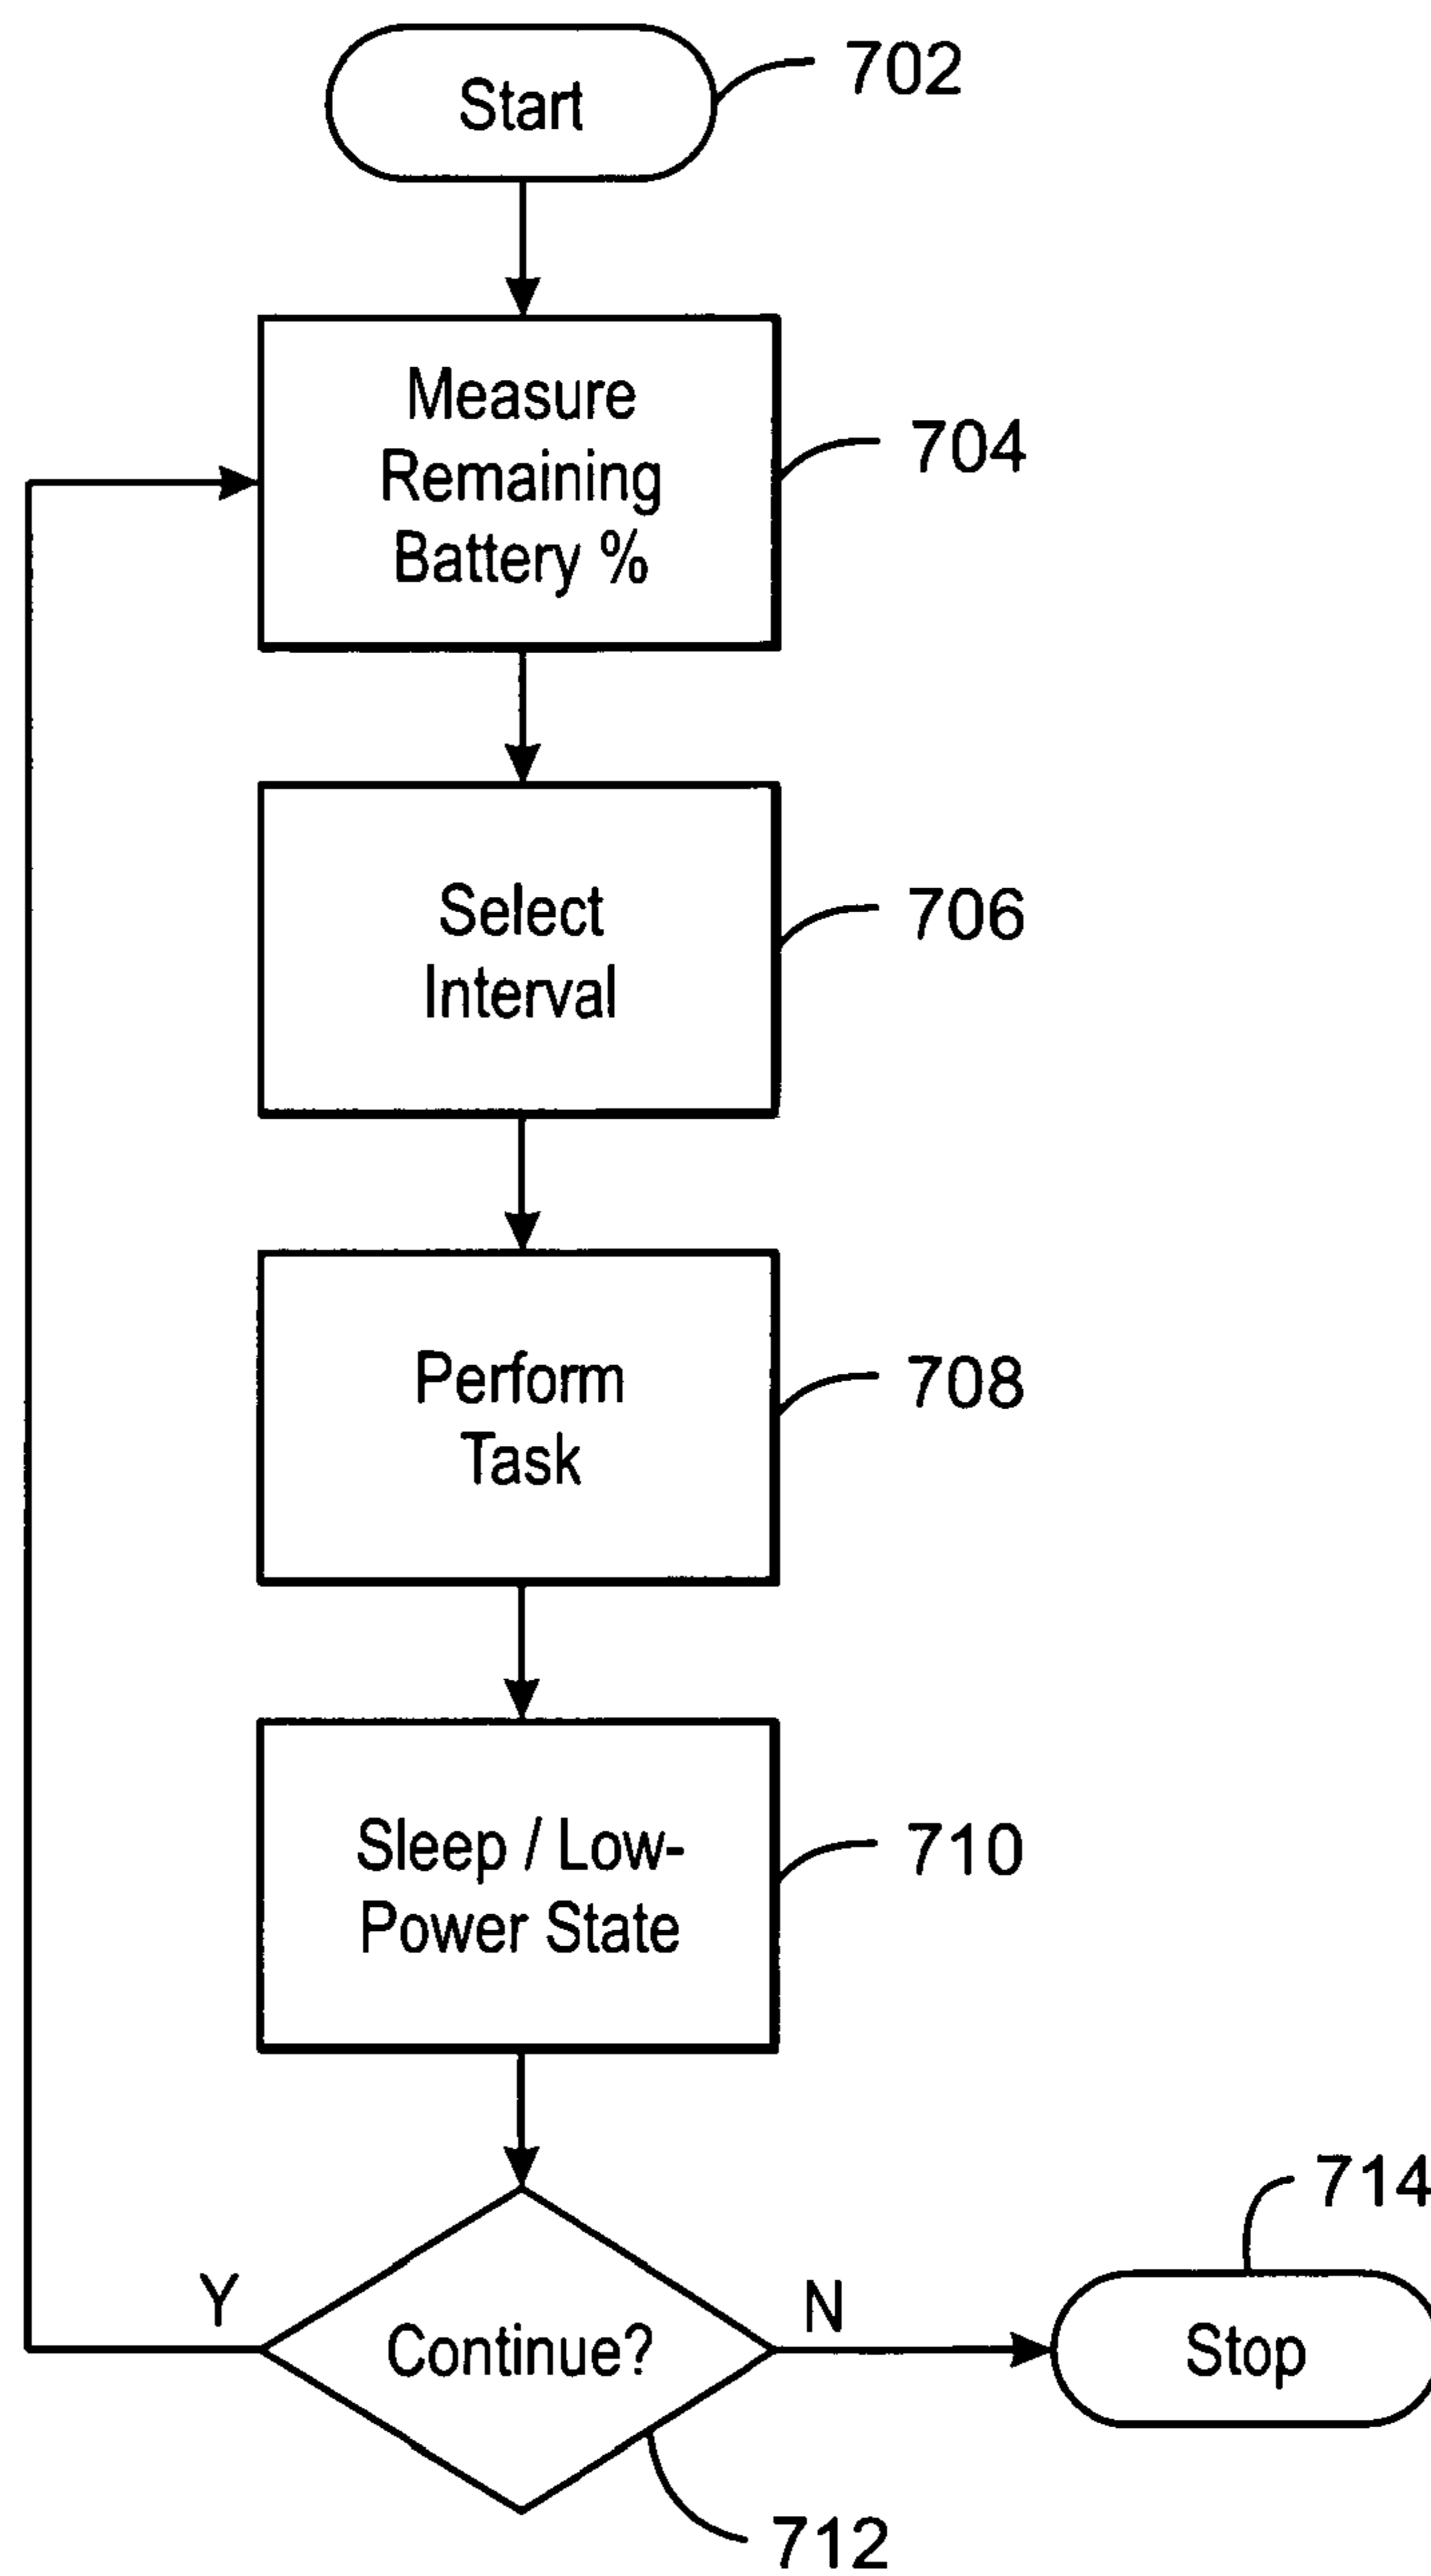 Start
702
Measure
Remaining
Battery %
704
Select
Interval
706
Perform
Task
708
Sleep / Low-
Power State
710
Y
Continue?
N
712
Stop
714